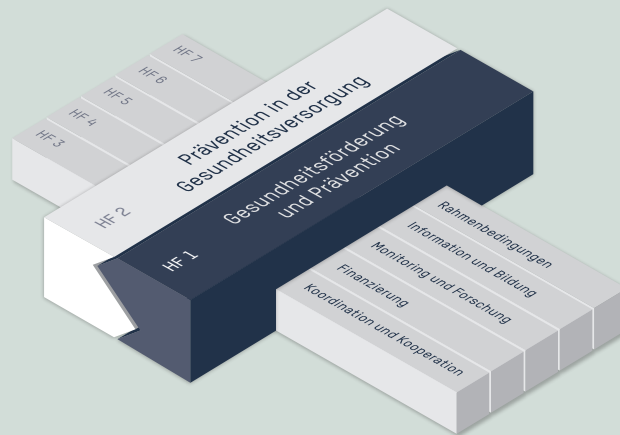 HF 7
HF 6
HF 5
HF 4
HF 3
HF 2
Prävention in der
Gesundheitsversorgung
HF 1
Gesundheitsförderung
und Prävention
Rahmenbedingungen
Information und Bildung
Monitoring und Forschung
Finanzierung
Koordination und Kooperation